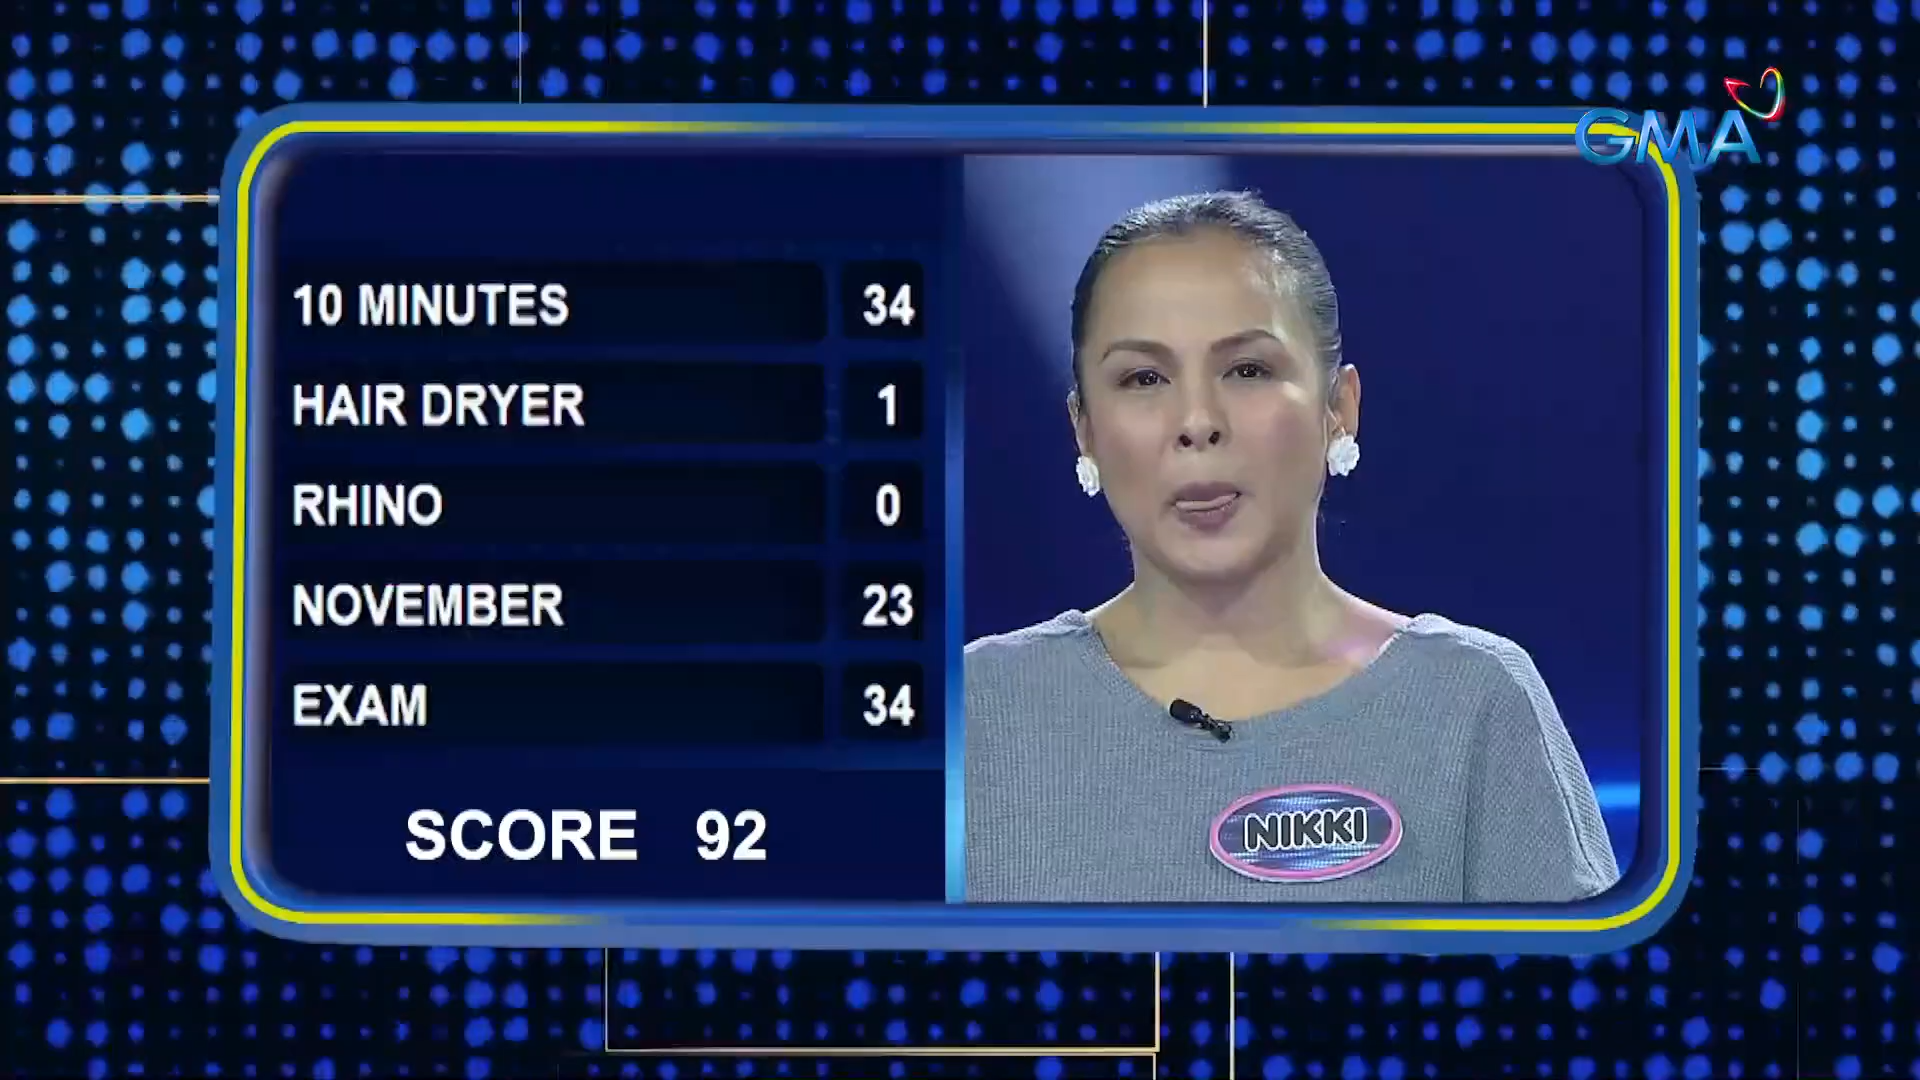 GMA
10 MINUTES 34
HAIR DRYER 1
RHINO 0
NOVEMBER 23
EXAM 34
SCORE 92
NIKKI